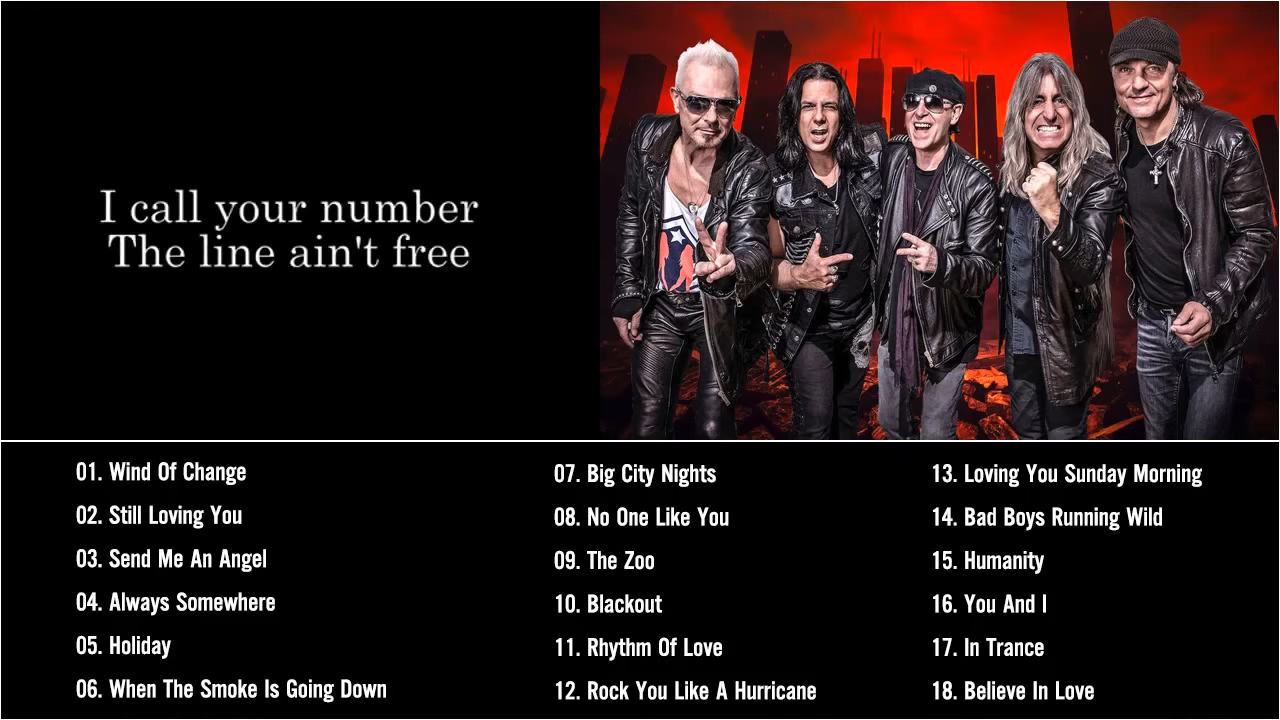 I call your number
The line ain't free
01. Wind Of Change
02. Still Loving You
03. Send Me An Angel
04. Always Somewhere
05. Holiday
06. When The Smoke Is Going Down
07. Big City Nights
08. No One Like You
09. The Zoo
10. Blackout
11. Rhythm Of Love
12. Rock You Like A Hurricane
13. Loving You Sunday Morning
14. Bad Boys Running Wild
15. Humanity
16. You And I
17. In Trance
18. Believe In Love